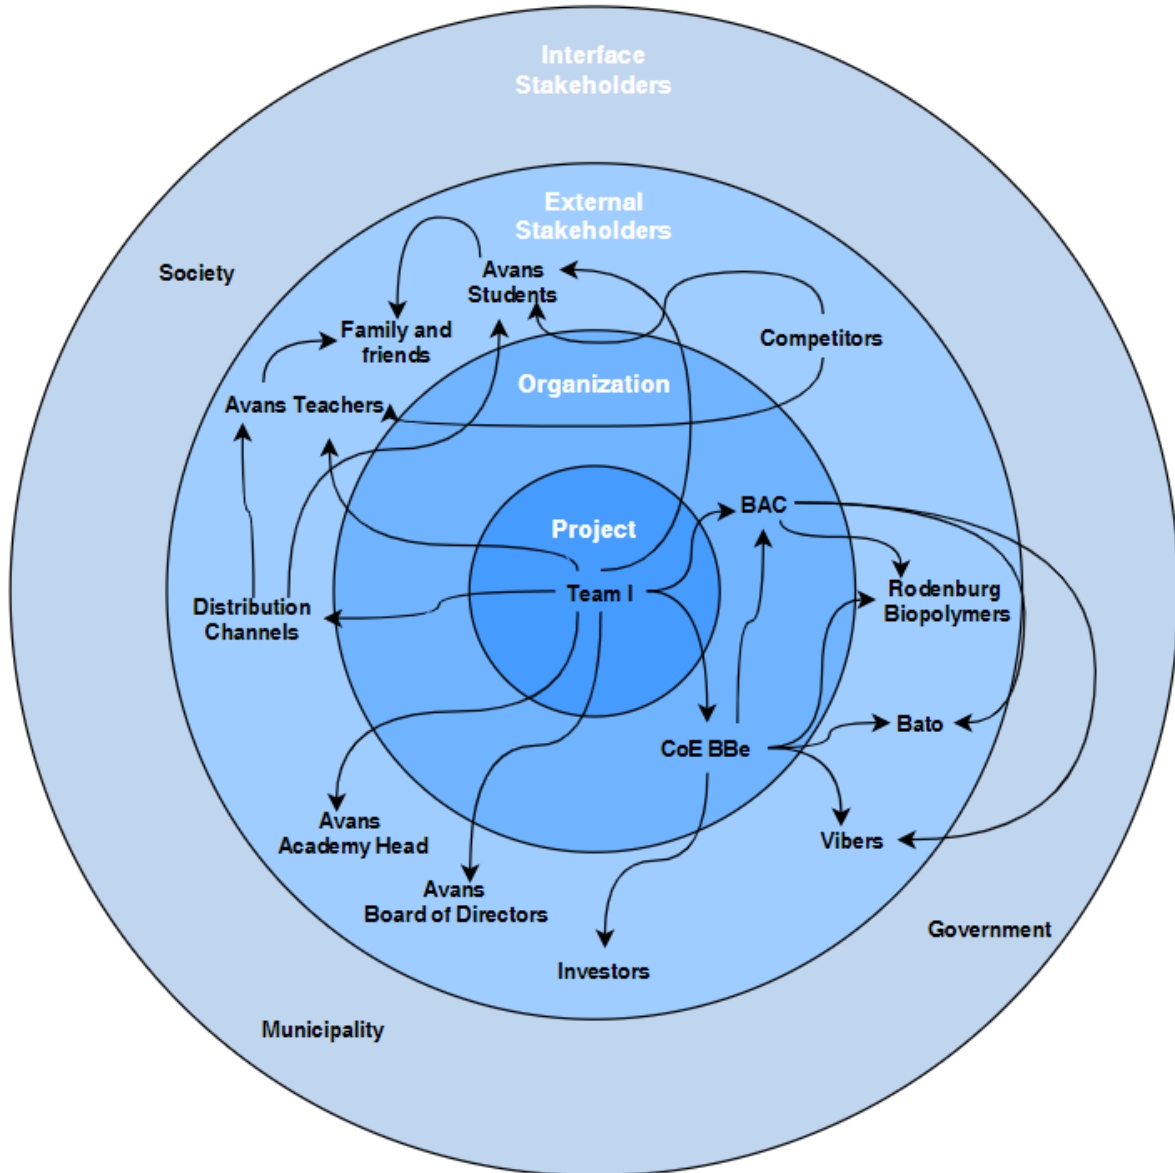 Interface
Stakeholders
External
Stakeholders
Avans
Students
Society
Family and
friends
Competitors
Organization
Avans Teachers
BAC
Project
Team I
Rodenburg
Biopolymers
Distribution
Channels
Bato
CoE BBe
Avans
Academy Head
Vibers
Avans
Board of Directors
Government
Investors
Municipality